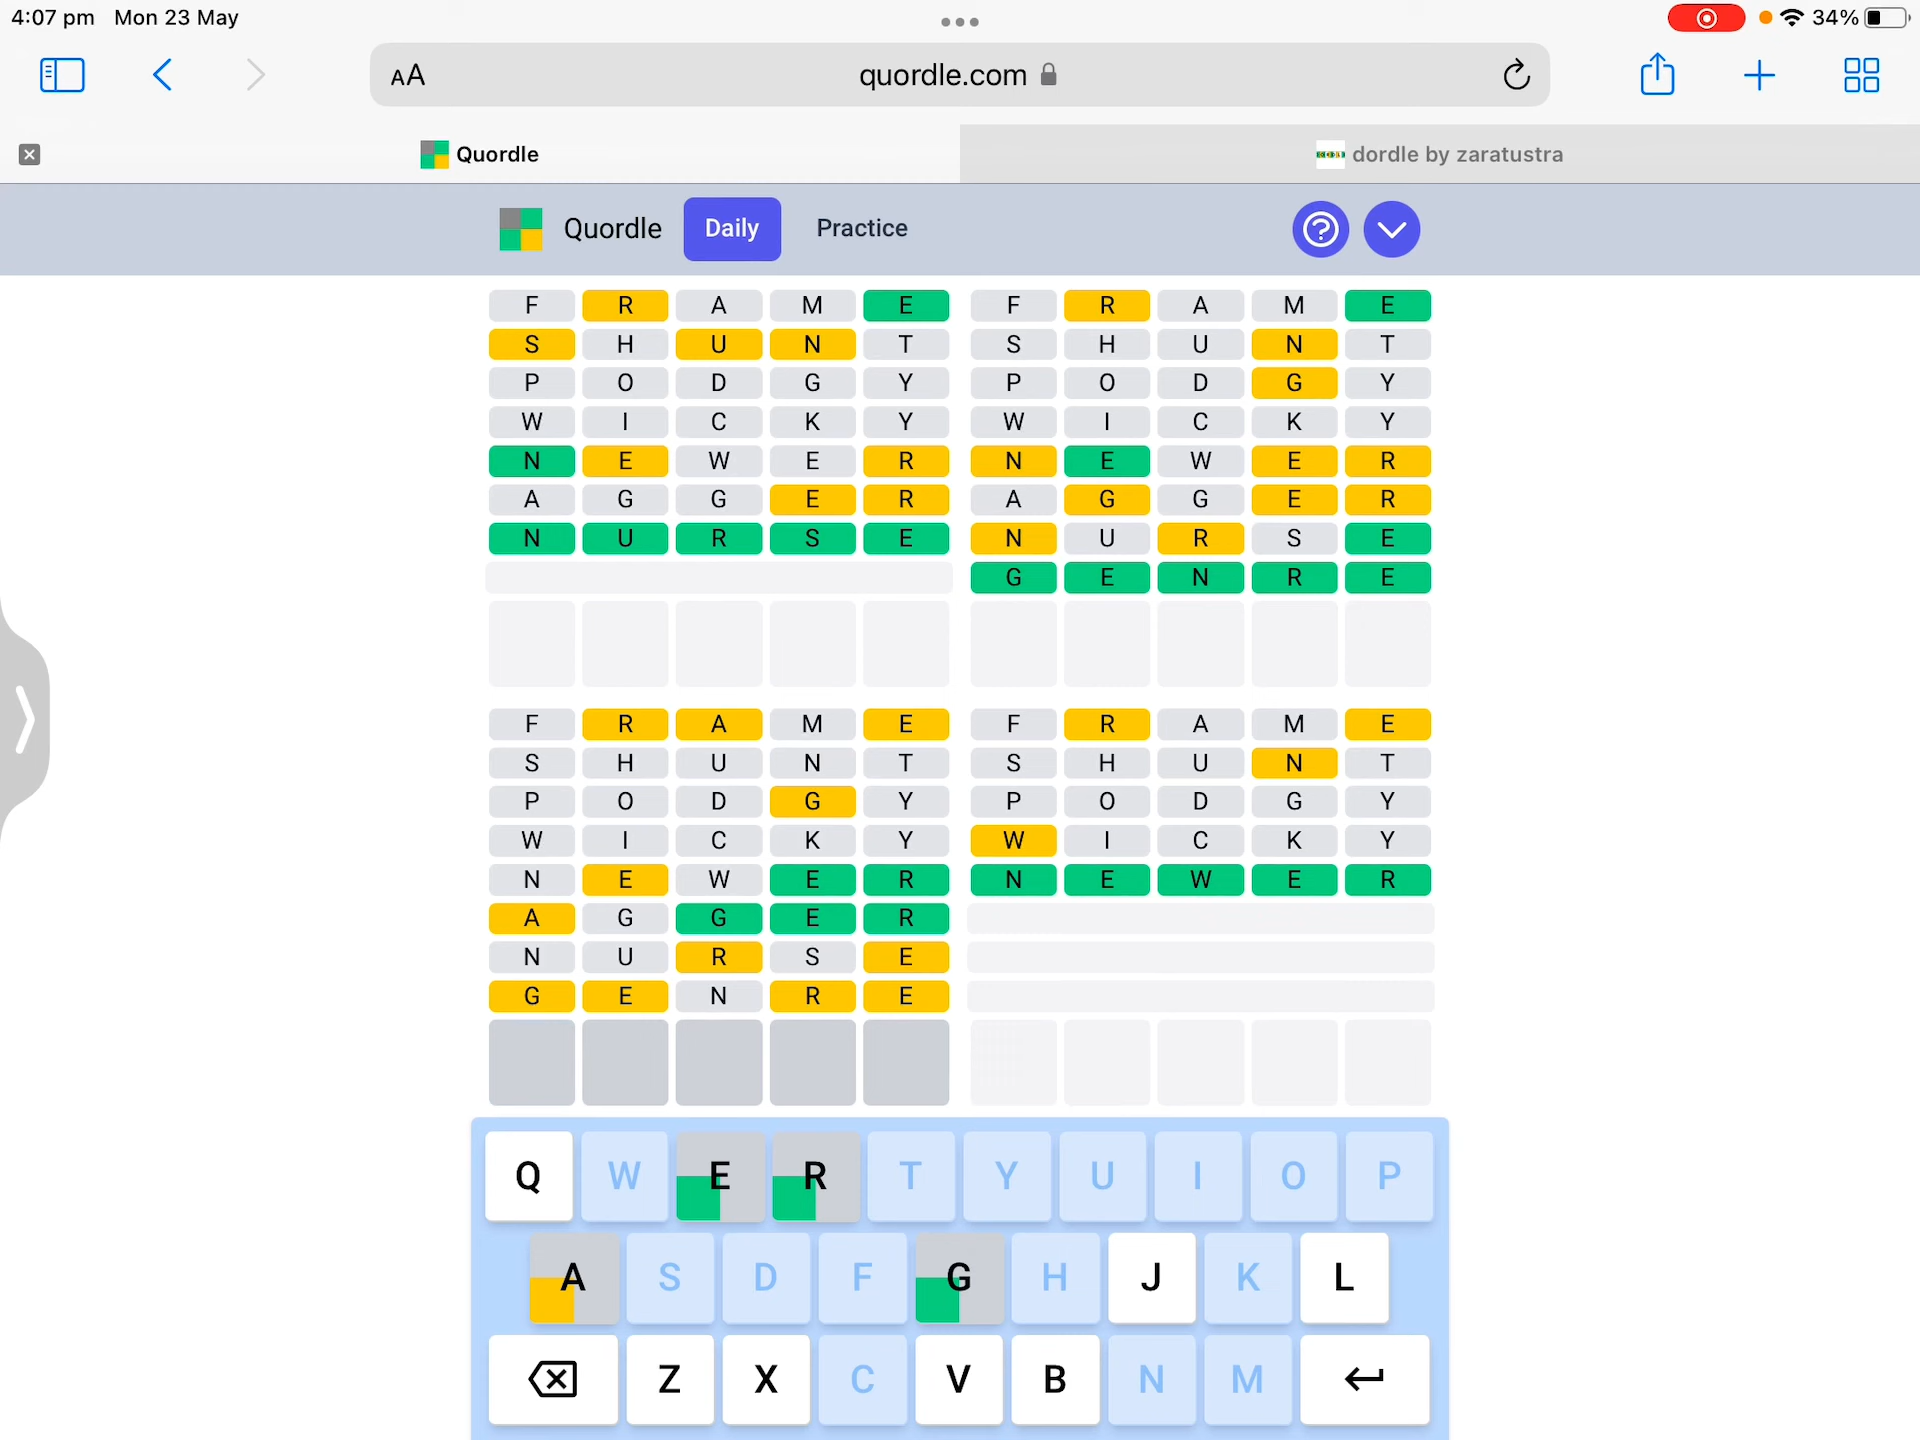 4:07 pm Mon 23 May
34%
AA quordle.com
Quordle
dordle by zaratustra
Quordle Daily Practice ?
F R A M E F R A M E
S H U N T S H U N T
P O D G Y P O D G Y
W I C K Y W I C K Y
N E W E R N E W E R
A G G E R A G G E R
N U R S E N U R S E
G E N R E
F R A M E F R A M E
S H U N T S H U N T
P O D G Y P O D G Y
W I C K Y W I C K Y
N E W E R N E W E R
A G G E R
N U R S E
G E N R E
Q W E R T Y U I O P
A S D F G H J K L
Z X C V B N M